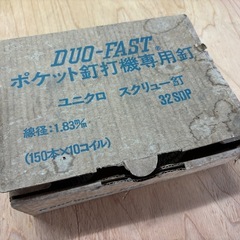 DUO-FAST®
ポケット釘打機専用釘
ユニクロ スクリュー釘
32SDP
線径:1.83㎜
(150本×10コイル)